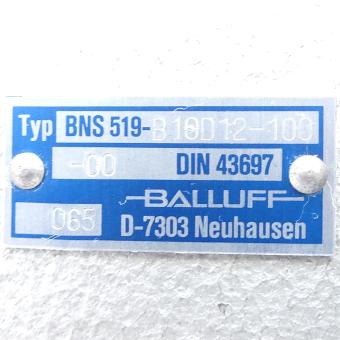 Typ BNS 519-B10D12-100
-00 DIN 43697
BALLUFF
065 D-7303 Neuhausen